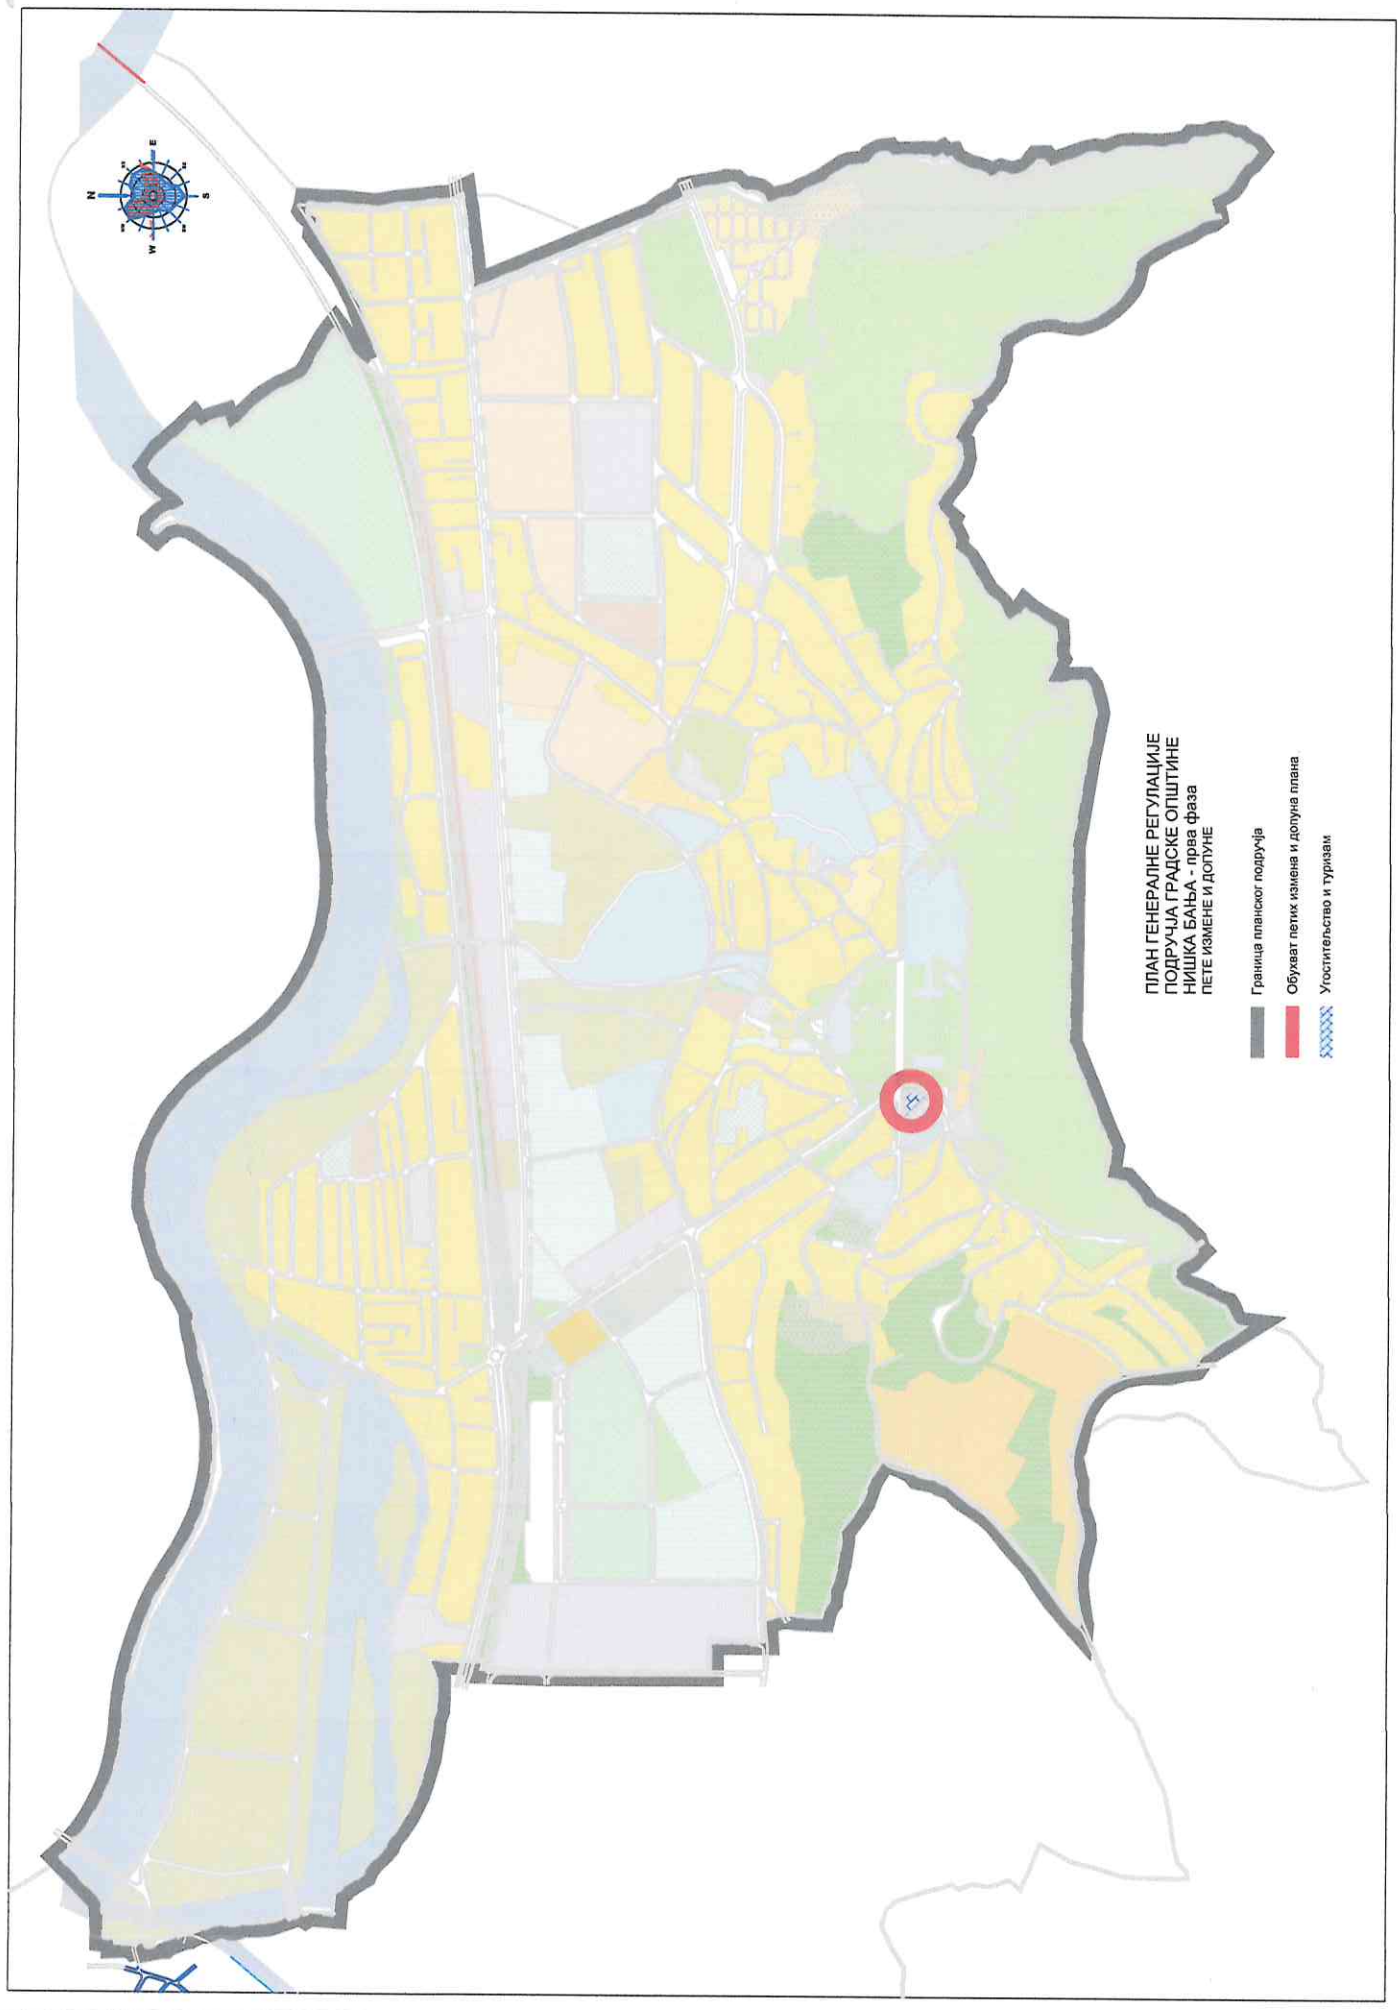 N
E
S
W
ПЛАН ГЕНЕРАЛНЕ РЕГУЛАЦИЈЕ
ПОДРУЧЈА ГРАДСКЕ ОПШТИНЕ
НИШКА БАЊА - прва фаза
ПЕТЕ ИЗМЕНЕ И ДОПУНЕ
Граница планског подручја
Обухват петих измена и допуна плана
Угоститељство и туризам